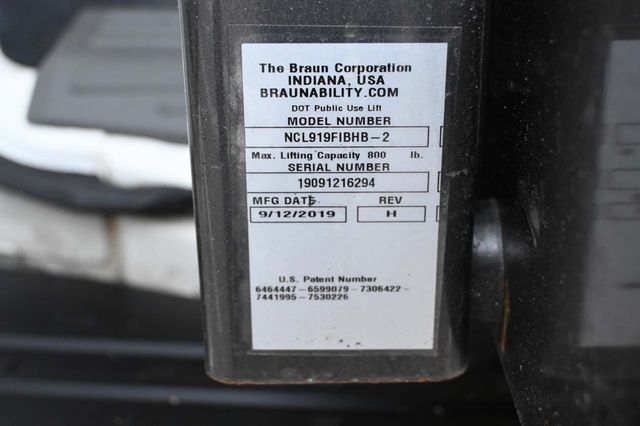 The Braun Corporation
INDIANA, USA
BRAUNABILITY.COM
DOT Public Use Lift
MODEL NUMBER
NCL919FIBHB-2
Max. Lifting Capacity 800 lb.
SERIAL NUMBER
19091216294
MFG DATE REV
9/12/2019 H
U.S. Patent Number
6464447-6599079-7306422-
7441995-7530226